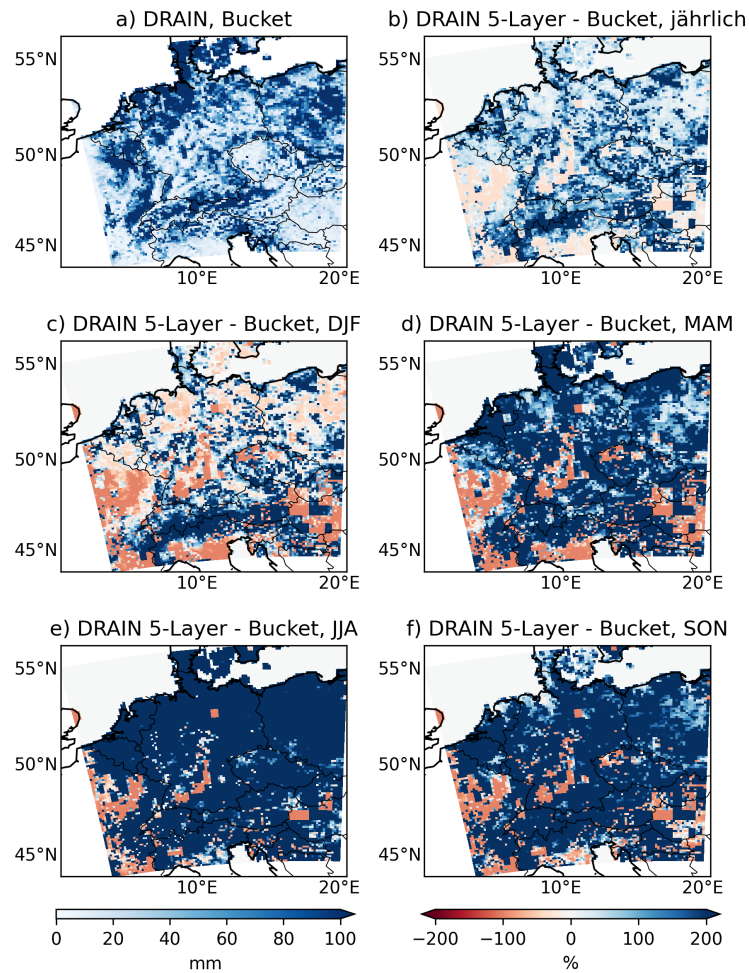 a) DRAIN, Bucket
b) DRAIN 5-Layer - Bucket, jährlich
55°N
50°N
45°N
10°E
20°E
55°N
50°N
45°N
10°E
20°E
c) DRAIN 5-Layer - Bucket, DJF
d) DRAIN 5-Layer - Bucket, MAM
55°N
50°N
45°N
10°E
20°E
55°N
50°N
45°N
10°E
20°E
e) DRAIN 5-Layer - Bucket, JJA
f) DRAIN 5-Layer - Bucket, SON
55°N
50°N
45°N
10°E
20°E
55°N
50°N
45°N
10°E
20°E
0 20 40 60 80 100
mm
−200 −100 0 100 200
%